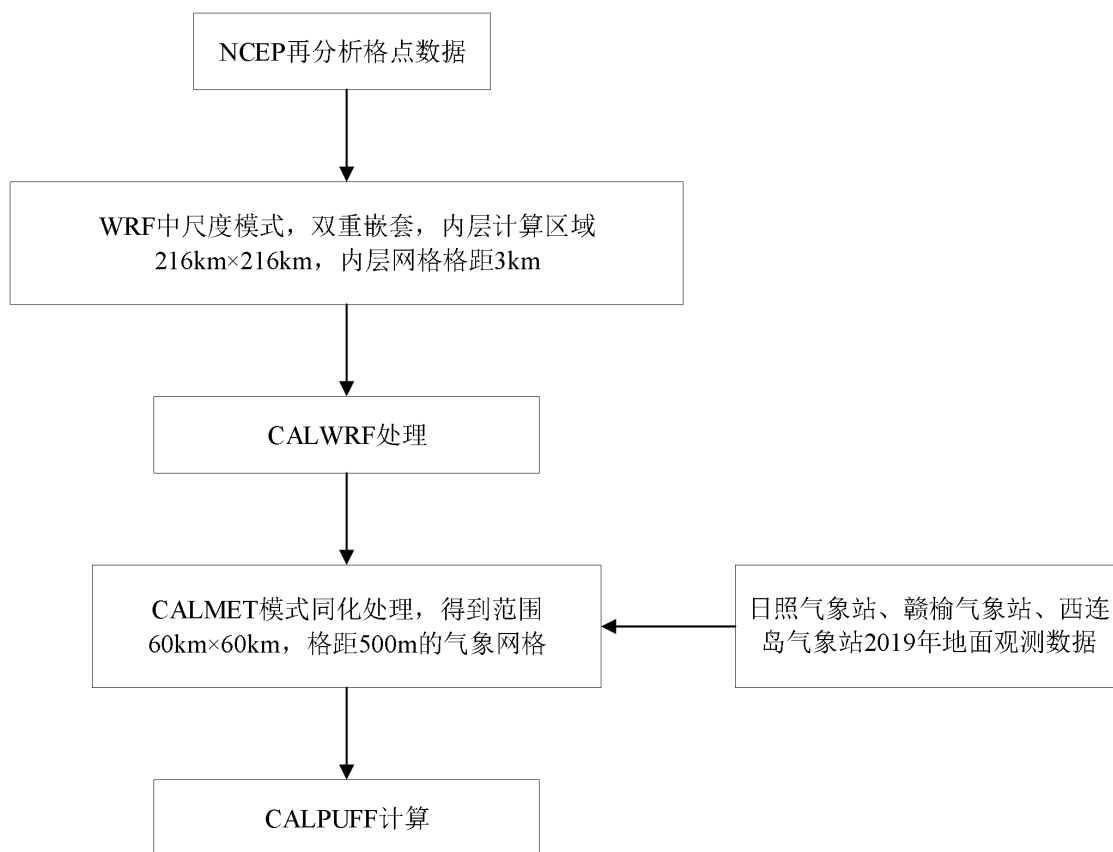 NCEP再分析格点数据
WRF中尺度模式，双重嵌套，内层计算区域
216km×216km，内层网格格距3km
CALWRF处理
CALMET模式同化处理，得到范围
60km×60km，格距500m的气象网格
日照气象站、赣榆气象站、西连
岛气象站2019年地面观测数据
CALPUFF计算